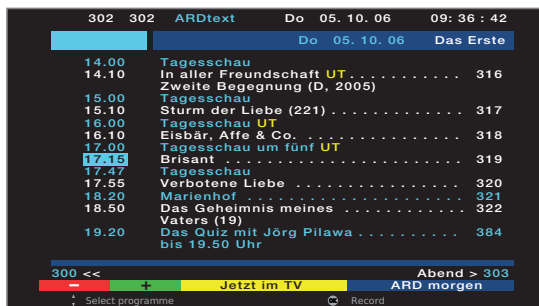 302 302 ARDtext Do 05. 10. 06 09: 36 : 42
Do 05. 10. 06 Das Erste
14.00 Tagesschau
14.10 In aller Freundschaft UT . . . . . . . . . . . 316
Zweite Begegnung (D, 2005)
15.00 Tagesschau
15.10 Sturm der Liebe (221) . . . . . . . . . . . . . 317
16.00 Tagesschau UT
16.10 Eisbär, Affe & Co. . . . . . . . . . . . . . . . 318
17.00 Tagesschau um fünf UT
17.15 Brisant . . . . . . . . . . . . . . . . . . . . . . . 319
17.47 Tagesschau
17.55 Verbotene Liebe . . . . . . . . . . . . . . . . 320
18.20 Marienhof . . . . . . . . . . . . . . . . . . . . 321
18.50 Das Geheimnis meines . . . . . . . . . . . 322
Vaters (19)
19.20 Das Quiz mit Jörg Pilawa . . . . . . . . . . 384
bis 19.50 Uhr
300 << Abend > 303
− + Jetzt im TV ARD morgen
Select programme OK Record